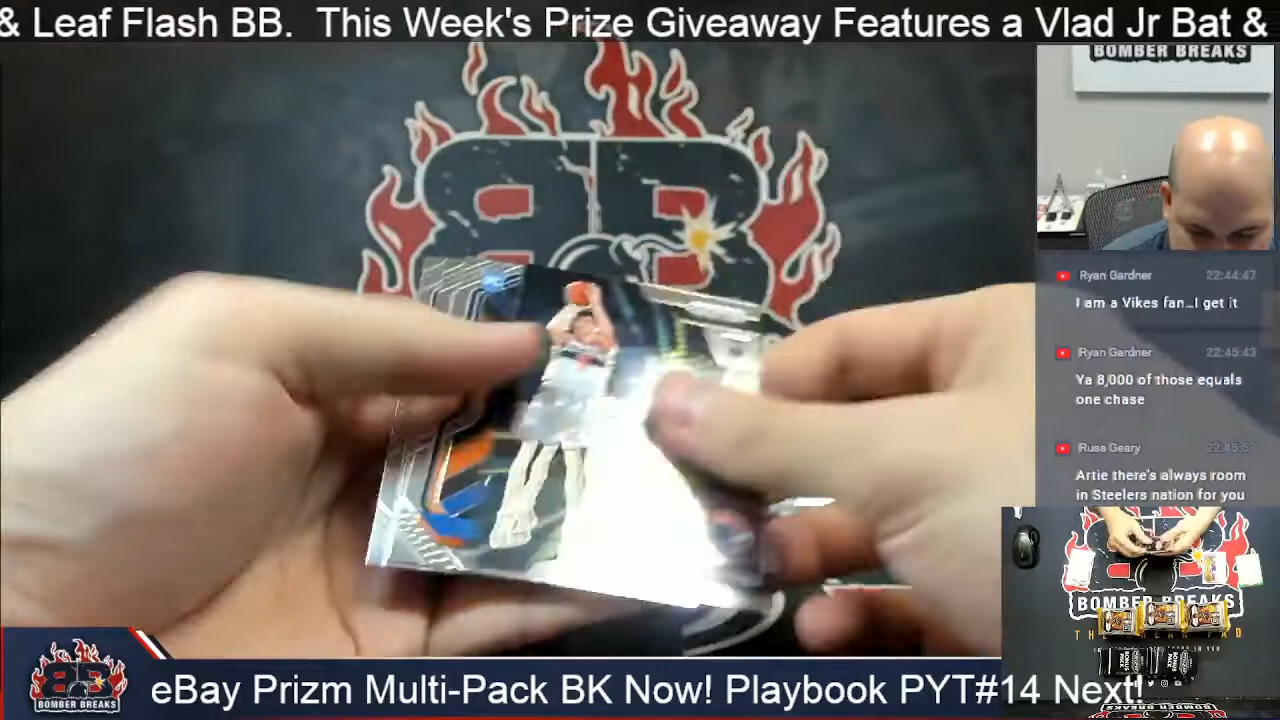 & Leaf Flash BB. This Week's Prize Giveaway Features a Vlad Jr Bat &
BOMBER BREAKS
Ryan Gardner 22:44:47
I am a Vikes fan...I get it
Ryan Gardner 22:45:43
Ya 8,000 of those equals
one chase
Russ Geary
Artie there's always room
in Steelers nation for you
BB
BOMBER BREAKS
BB
BOMBER BREAKS
eBay Prizm Multi-Pack BK Now! Playbook PYT#14 Next!